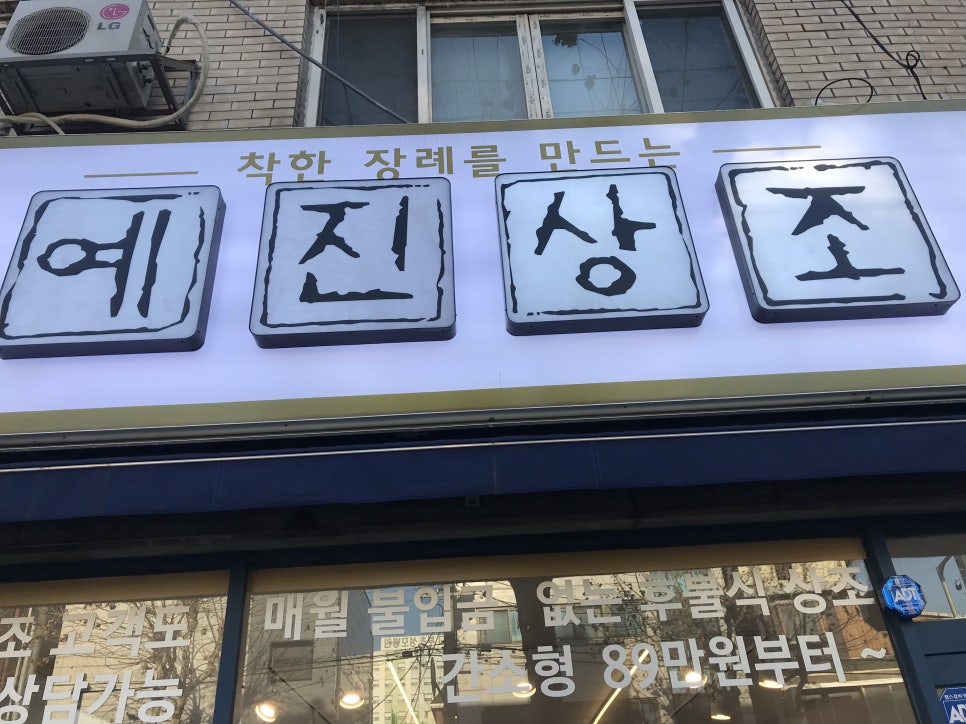 LG
착한 장례를 만드는
예진상조
매월 불입금 없는 후불식 상조
간소형 89만원부터 ~
조 고객도
상담가능
ADT